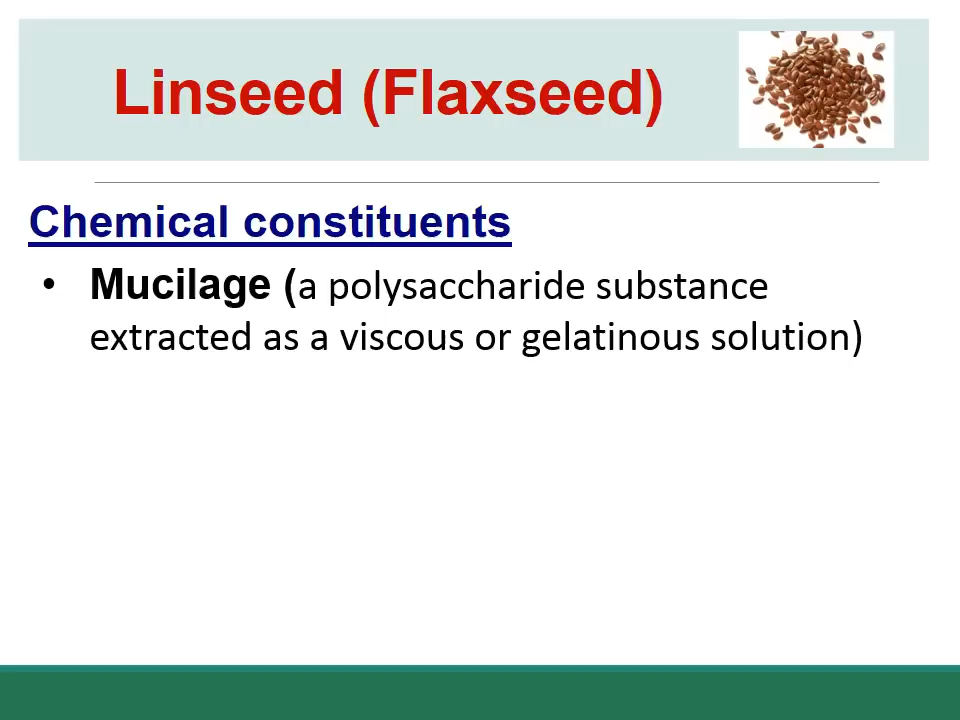 Linseed (Flaxseed)
Chemical constituents
• Mucilage (a polysaccharide substance
extracted as a viscous or gelatinous solution)